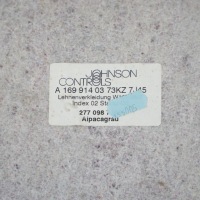 JOHNSON
CONTROLS
A 169 914 03 73KZ 7J45
Lehnenverkleidung
Index 02
277 098
Alpacagrau